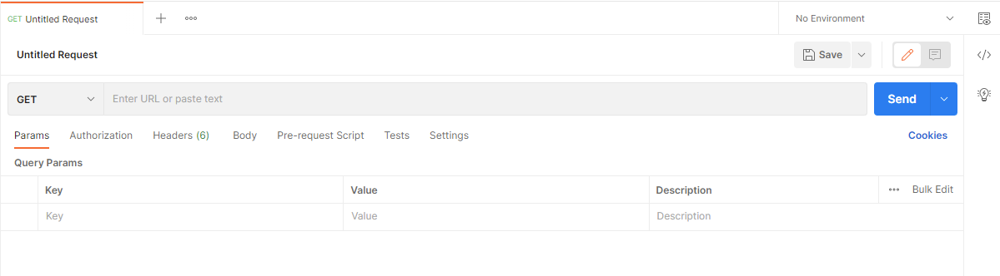 GET Untitled Request
No Environment
Untitled Request
Save
GET Enter URL or paste text Send
Params Authorization Headers (6) Body Pre-request Script Tests Settings Cookies
Query Params
Key Value Description Bulk Edit
Key Value Description